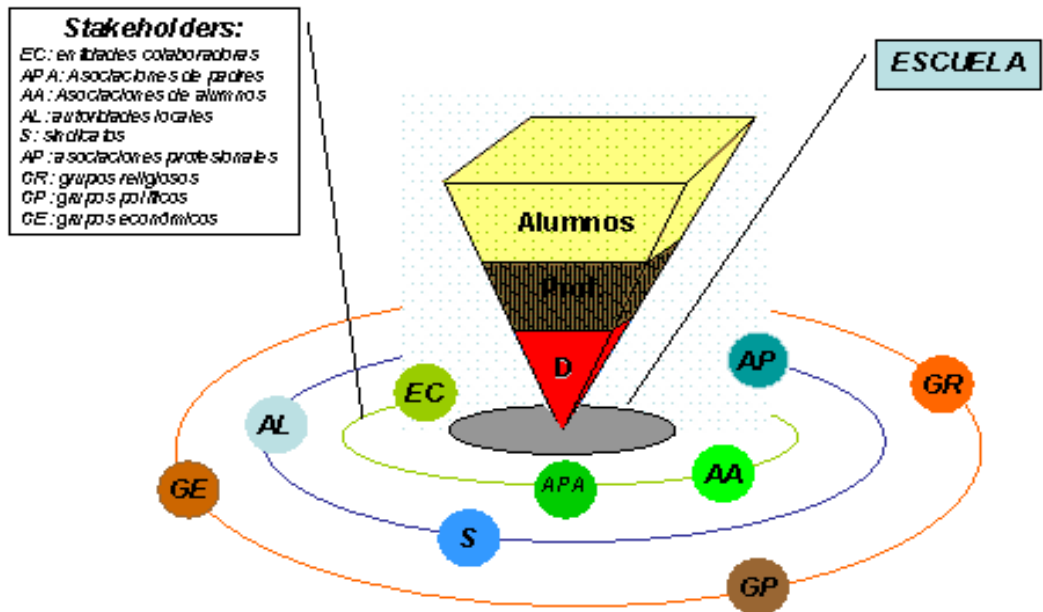 Stakeholders:
EC: entidades colaboradoras
APA: Asociaciones de padres
AA: Asociaciones de alumnos
AL: autoridades locales
S: sindicatos
AP: asociaciones profesionales
GR: grupos religiosos
GP: grupos políticos
GE: grupos económicos
ESCUELA
Alumnos
Prof.
D
AP
GR
EC
AL
AA
APA
GE
S
GP